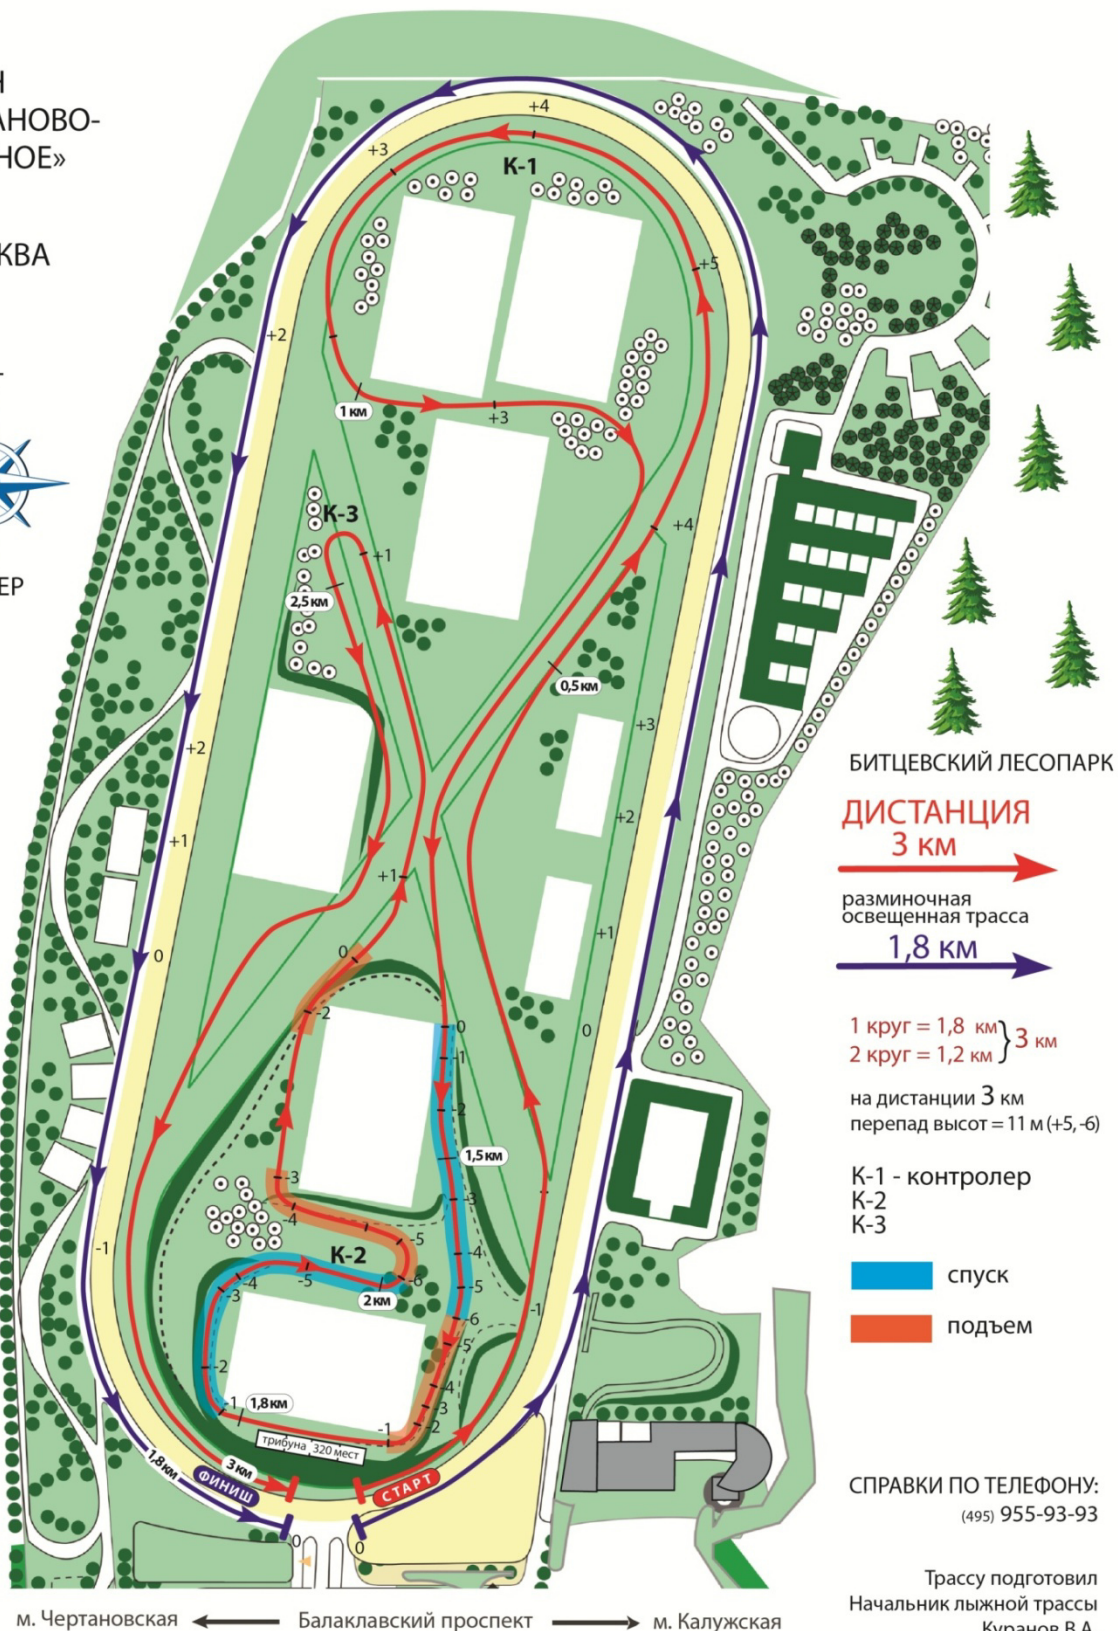 АНОВО-
НОЕ»
КВА
ЕР
+4
+3
К-1
+5
+2
1 км
+3
К-3
+1
+4
2,5 км
0,5 км
+3
+2
+2
+1
+1
+1
0
0
-2
0
0
-1
-2
1,5 км
-3
-3
-4
-5
-4
-1
К-2
-5
-4
-6
-5
-3
2 км
-6
-1
-5
-2
-4
-1
1,8 км
-3
-1
-2
трибуна 320 мест
1,8 км
3 км
ФИНИШ
СТАРТ
0
0
БИТЦЕВСКИЙ ЛЕСОПАРК
ДИСТАНЦИЯ
3 км
разминочная
освещенная трасса
1,8 км
1 круг = 1,8 км
2 круг = 1,2 км } 3 км
на дистанции 3 км
перепад высот = 11 м (+5, -6)
К-1 - контролер
К-2
К-3
спуск
подъем
СПРАВКИ ПО ТЕЛЕФОНУ:
(495) 955-93-93
Трассу подготовил
Начальник лыжной трассы
Куранов В.А.
м. Чертановская
Балаклавский проспект
м. Калужская